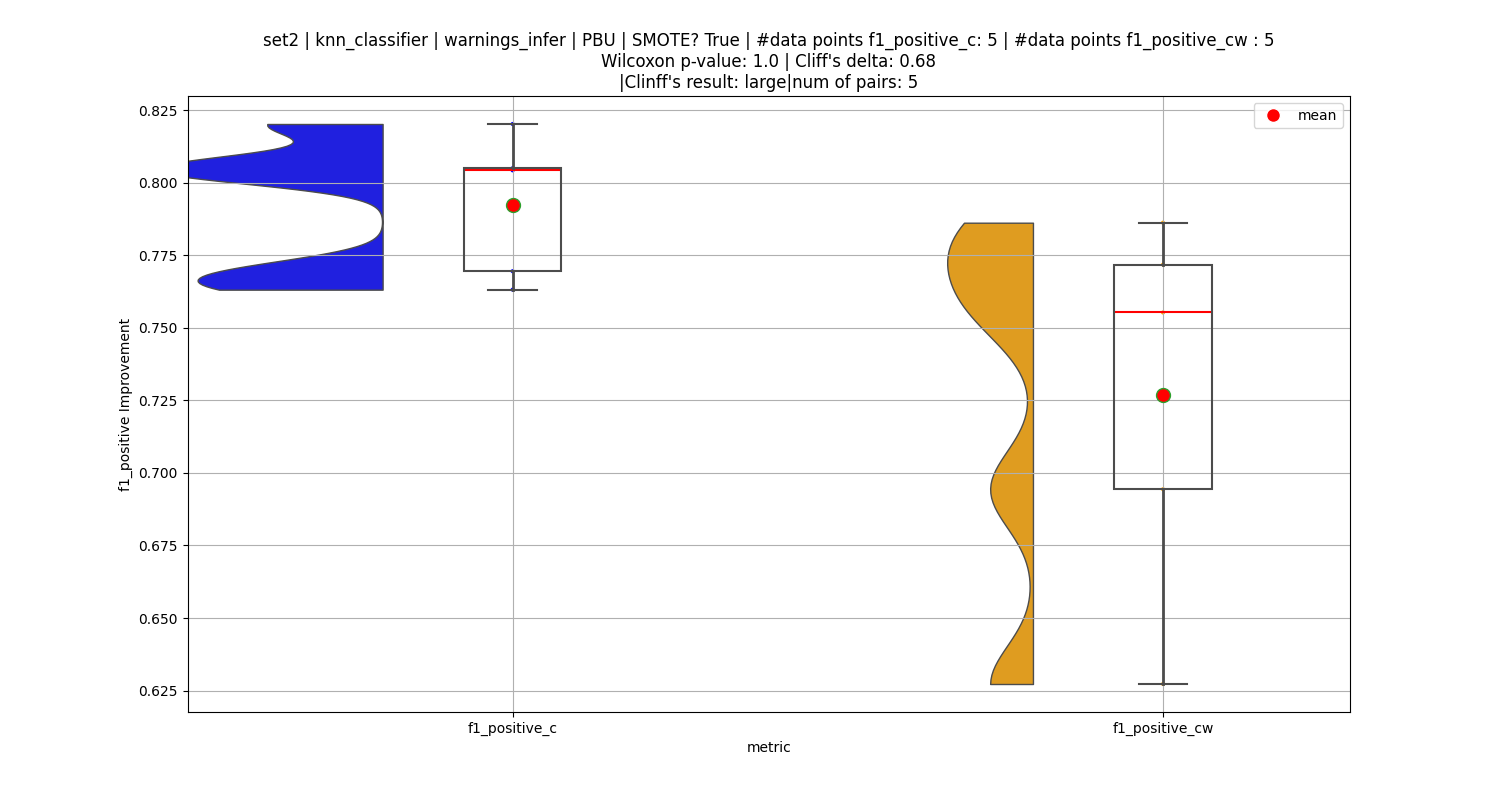 set2 | knn_classifier | warnings_infer | PBU | SMOTE? True | #data points f1_positive_c: 5 | #data points f1_positive_cw : 5
Wilcoxon p-value: 1.0 | Cliff's delta: 0.68
|Clinff's result: large|num of pairs: 5
mean
0.825
0.800
0.775
0.750
0.725
0.700
0.675
0.650
0.625
f1_positive Improvement
f1_positive_c
f1_positive_cw
metric